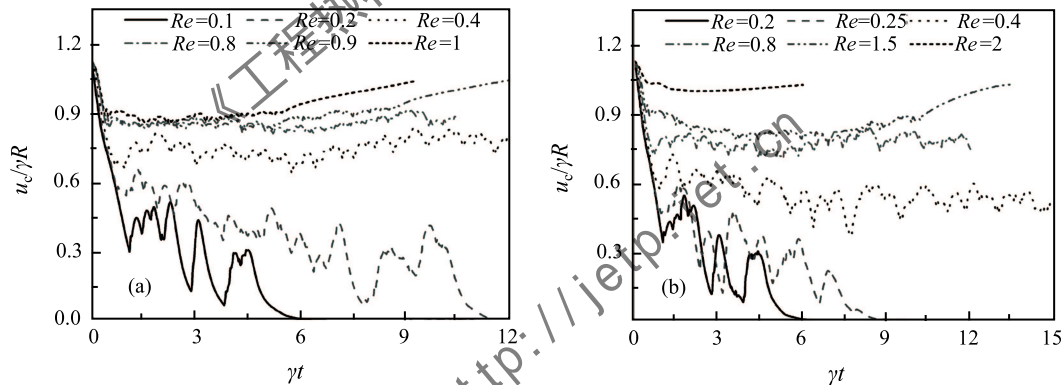 Re=0.1 Re=0.2 Re=0.4
Re=0.8 Re=0.9 Re=1
1.2
0.9
0.6
0.3
0.0
u_c/γR
(a)
0 3 6 9 12
γt
Re=0.2 Re=0.25 Re=0.4
Re=0.8 Re=1.5 Re=2
1.2
0.9
0.6
0.3
0.0
u_c/γR
(b)
0 3 6 9 12 15
γt
《工程热
http://jetp.iet.cn